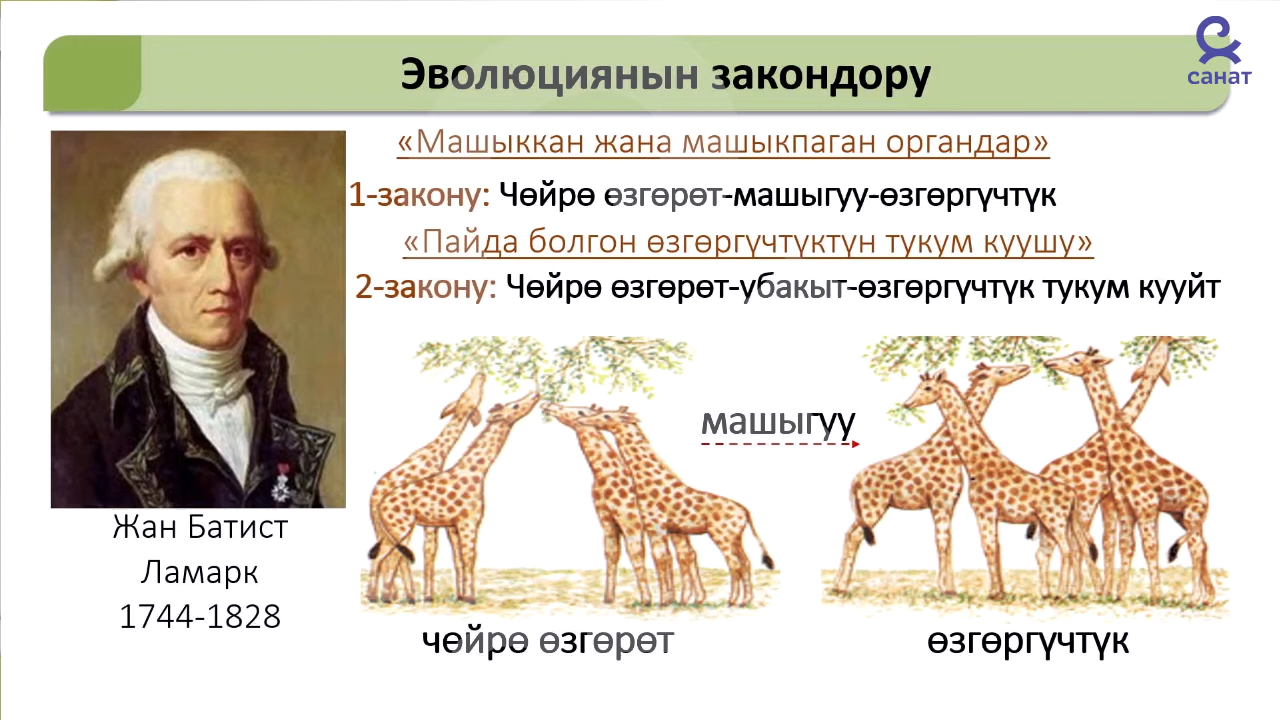 Эволюциянын закондору
санат
«Машыккан жана машыкпаган органдар»
1-закону: Чөйрө өзгөрөт-машыгуу-өзгөргүчтүк
«Пайда болгон өзгөргүчтүктүн тукум куушу»
2-закону: Чөйрө өзгөрөт-убакыт-өзгөргүчтүк тукум кууйт
машыгуу
Жан Батист
Ламарк
1744-1828
чөйрө өзгөрөт
өзгөргүчтүк